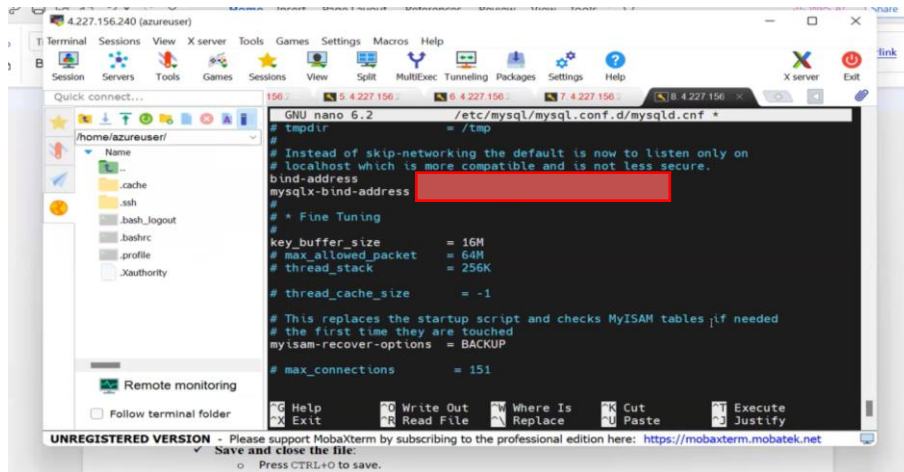 4.227.156.240 (azureuser)
Terminal Sessions View X server Tools Games Settings Macros Help
Session Servers Tools Games Sessions View Split MultiExec Tunneling Packages Settings Help X server Exit
Quick connect...
5. 4.227.156 6. 4.227.156 7. 4.227.156 8. 4.227.156
/home/azureuser/
Name
..
.cache
.ssh
.bash_logout
.bashrc
.profile
.Xauthority
Remote monitoring
Follow terminal folder
GNU nano 6.2 /etc/mysql/mysql.conf.d/mysqld.cnf *
# tmpdir = /tmp
#
# Instead of skip-networking the default is now to listen only on
# localhost which is more compatible and is not less secure.
bind-address
mysqlx-bind-address
#
# * Fine Tuning
#
key_buffer_size = 16M
# max_allowed_packet = 64M
# thread_stack = 256K
# thread_cache_size = -1
# This replaces the startup script and checks MyISAM tables if needed
# the first time they are touched
myisam-recover-options = BACKUP
# max_connections = 151
^G Help ^O Write Out ^W Where Is ^K Cut ^T Execute
^X Exit ^R Read File ^\ Replace ^U Paste ^J Justify
UNREGISTERED VERSION - Please support MobaXterm by subscribing to the professional edition here: https://mobaxterm.mobatek.net
✓ Save and close the file:
o Press CTRL+O to save.